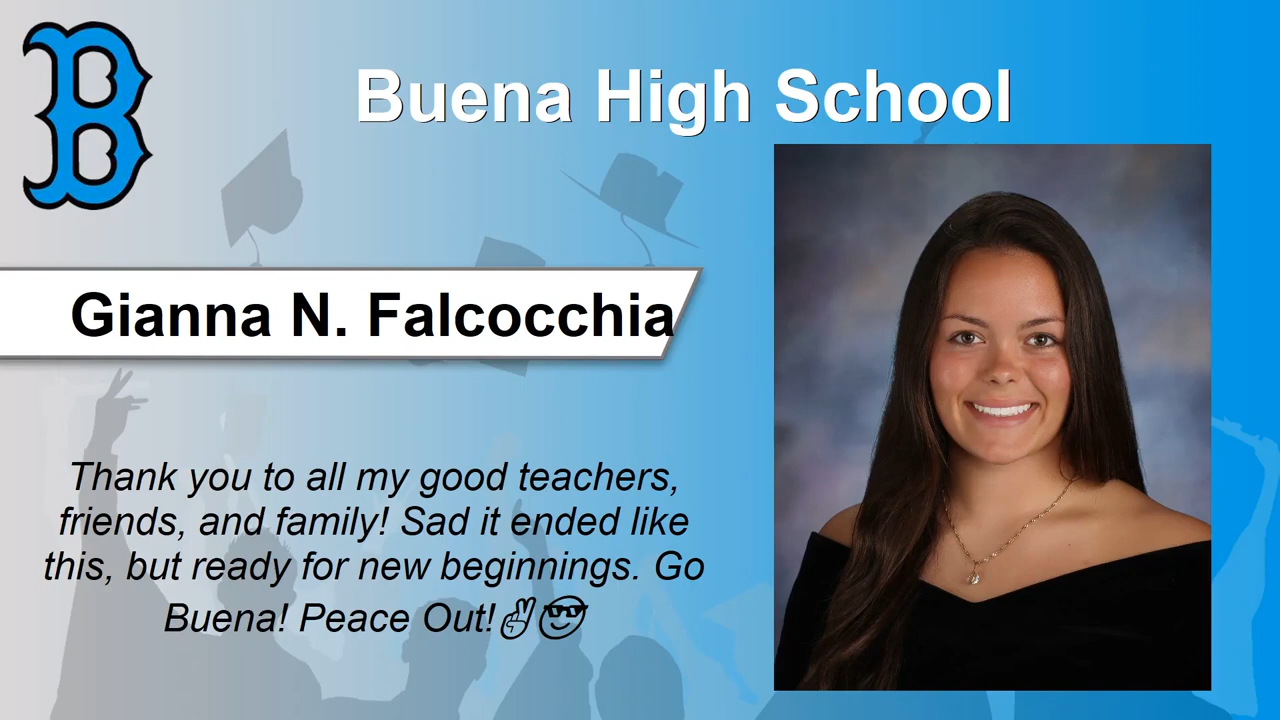 B
Buena High School
Gianna N. Falcocchia
Thank you to all my good teachers,
friends, and family! Sad it ended like
this, but ready for new beginnings. Go
Buena! Peace Out!✌😎